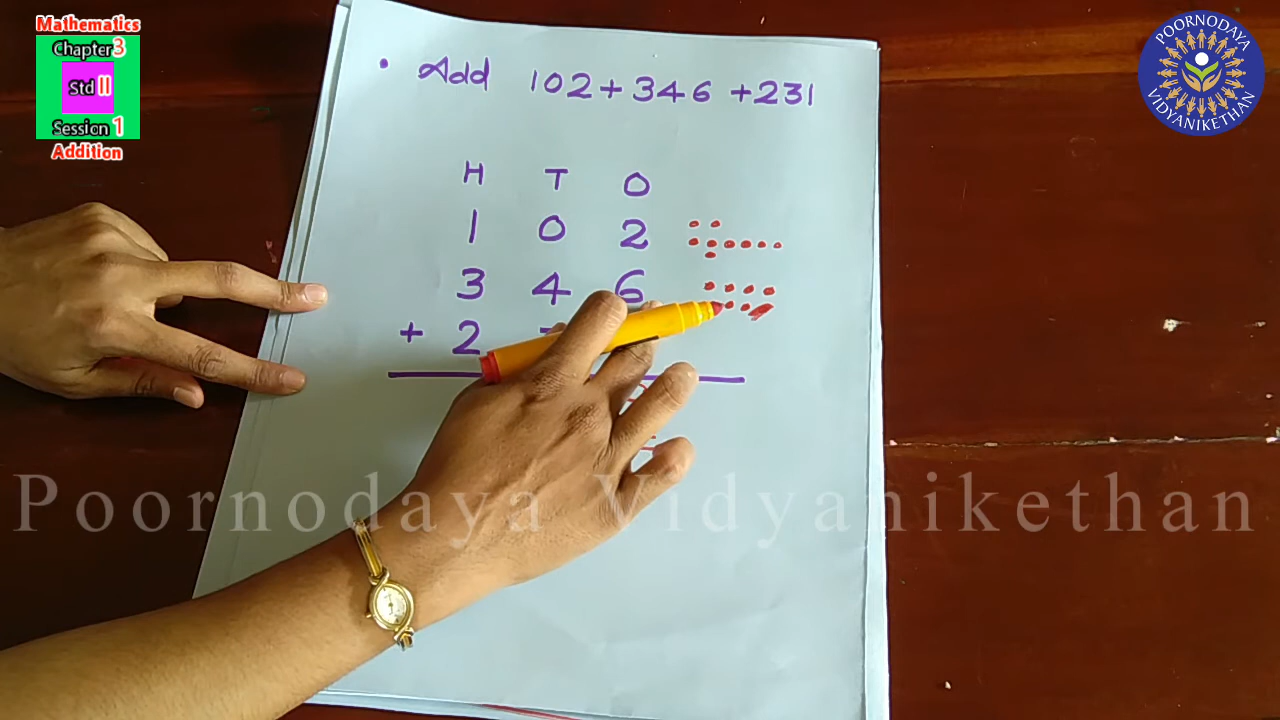 Mathematics
Chapter 3
Std II
Session 1
Addition
POORNODAYA
VIDYANIKETHAN
• Add 102 + 346 + 231
H T O
1 0 2
3 4 6
+ 2
Poornodaya Vidyanikethan